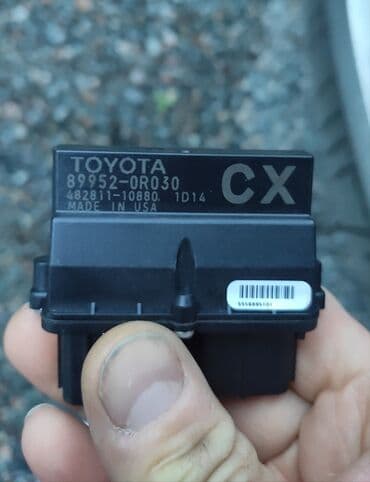 TOYOTA
89952-0R030 CX
482811-10880 1D14
MADE IN USA